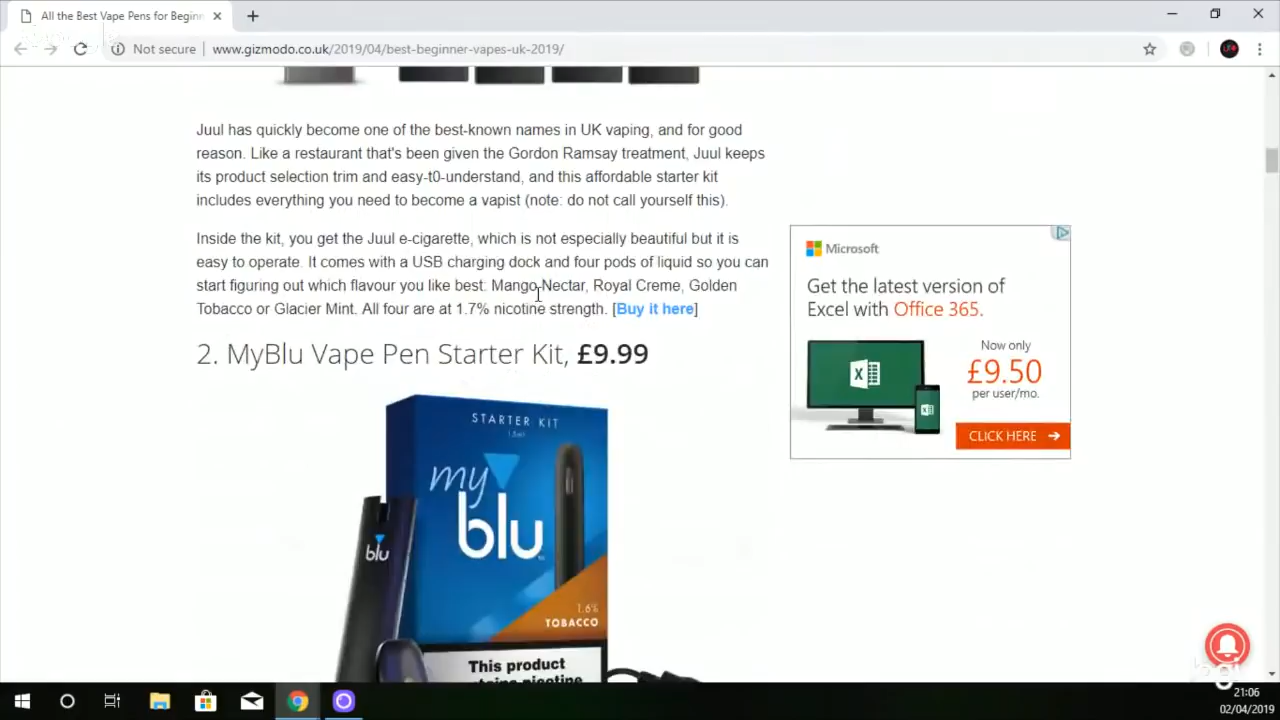 All the Best Vape Pens for Beginn
Not secure
www.gizmodo.co.uk/2019/04/best-beginner-vapes-uk-2019/
Juul has quickly become one of the best-known names in UK vaping, and for good
reason. Like a restaurant that's been given the Gordon Ramsay treatment, Juul keeps
its product selection trim and easy-t0-understand, and this affordable starter kit
includes everything you need to become a vapist (note: do not call yourself this).
Inside the kit, you get the Juul e-cigarette, which is not especially beautiful but it is
easy to operate. It comes with a USB charging dock and four pods of liquid so you can
start figuring out which flavour you like best: Mango Nectar, Royal Creme, Golden
Tobacco or Glacier Mint. All four are at 1.7% nicotine strength. [Buy it here]
2. MyBlu Vape Pen Starter Kit, £9.99
STARTER KIT
my
blu
blu
1.6%
TOBACCO
This product
Microsoft
Get the latest version of
Excel with Office 365.
Now only
£9.50
per user/mo.
CLICK HERE
21:06
02/04/2019